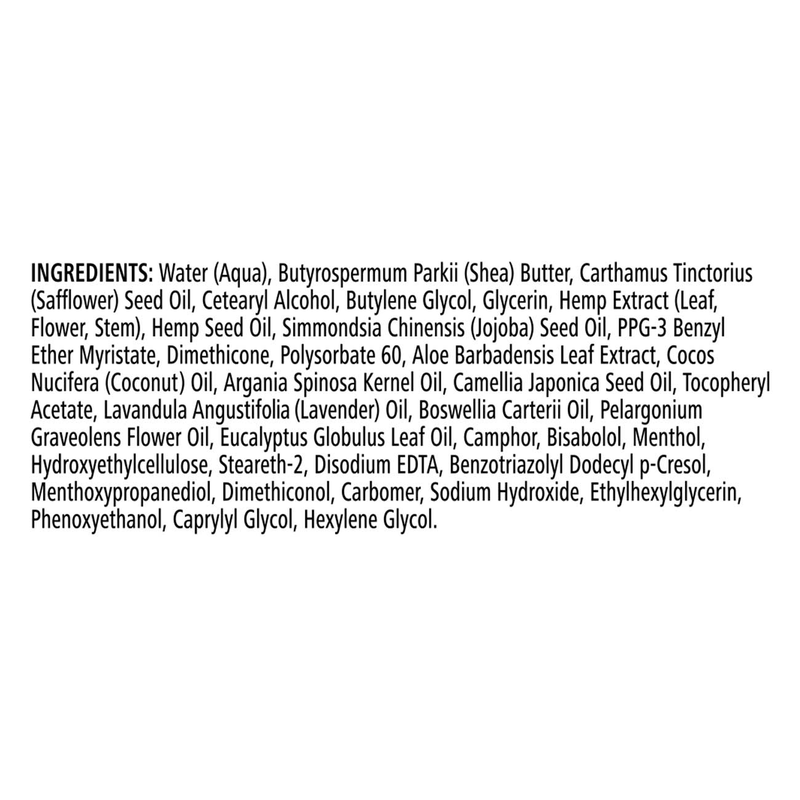 INGREDIENTS: Water (Aqua), Butyrospermum Parkii (Shea) Butter, Carthamus Tinctorius
(Safflower) Seed Oil, Cetearyl Alcohol, Butylene Glycol, Glycerin, Hemp Extract (Leaf,
Flower, Stem), Hemp Seed Oil, Simmondsia Chinensis (Jojoba) Seed Oil, PPG-3 Benzyl
Ether Myristate, Dimethicone, Polysorbate 60, Aloe Barbadensis Leaf Extract, Cocos
Nucifera (Coconut) Oil, Argania Spinosa Kernel Oil, Camellia Japonica Seed Oil, Tocopheryl
Acetate, Lavandula Angustifolia (Lavender) Oil, Boswellia Carterii Oil, Pelargonium
Graveolens Flower Oil, Eucalyptus Globulus Leaf Oil, Camphor, Bisabolol, Menthol,
Hydroxyethylcellulose, Steareth-2, Disodium EDTA, Benzotriazolyl Dodecyl p-Cresol,
Menthoxypropanediol, Dimethiconol, Carbomer, Sodium Hydroxide, Ethylhexylglycerin,
Phenoxyethanol, Caprylyl Glycol, Hexylene Glycol.